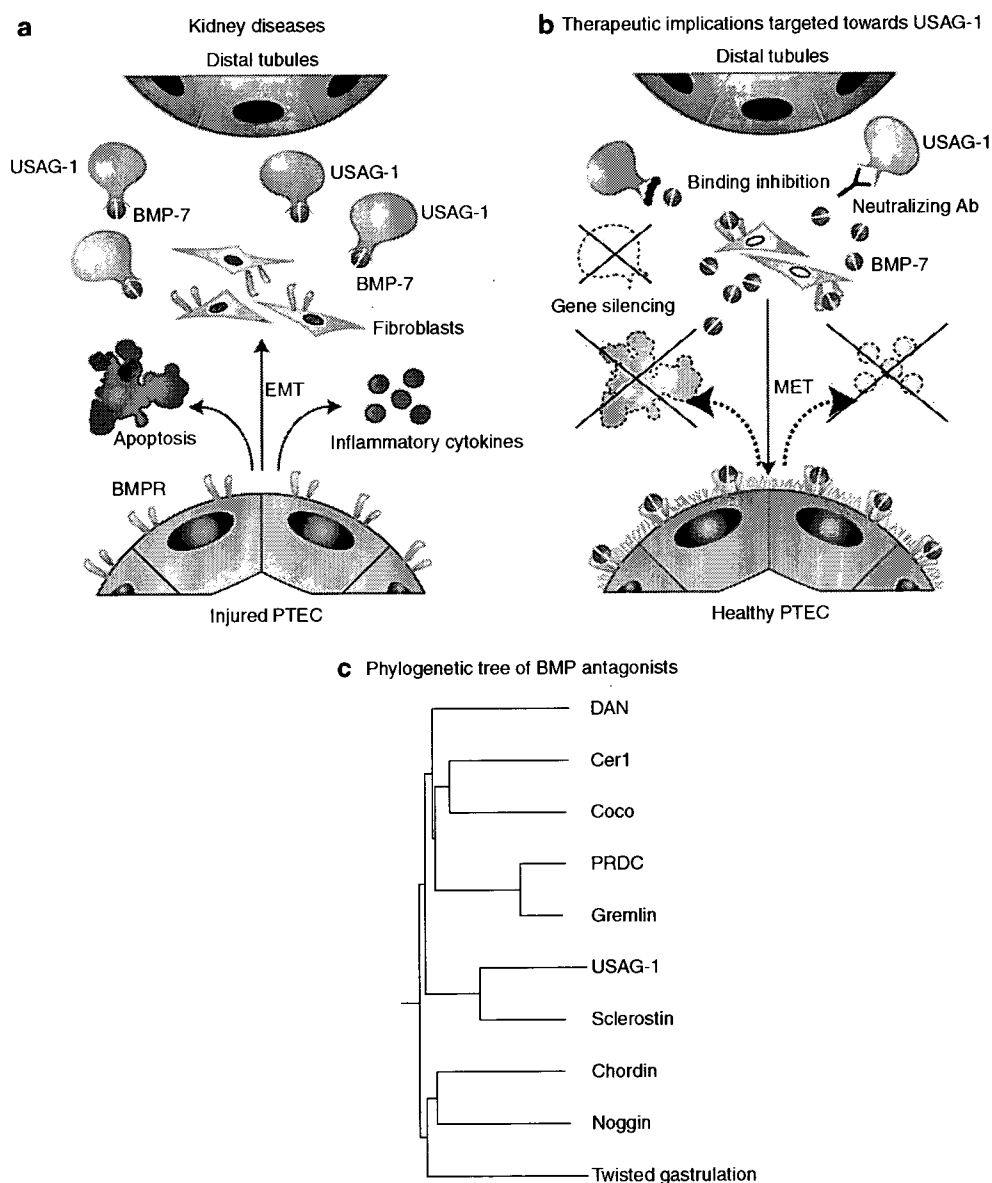 a Kidney diseases
Distal tubules
USAG-1
BMP-7
USAG-1
USAG-1
BMP-7
Fibroblasts
EMT
Apoptosis
Inflammatory cytokines
BMPR
Injured PTEC
b Therapeutic implications targeted towards USAG-1
Distal tubules
USAG-1
Binding inhibition
Neutralizing Ab
BMP-7
Gene silencing
MET
Healthy PTEC
c Phylogenetic tree of BMP antagonists
DAN
Cer1
Coco
PRDC
Gremlin
USAG-1
Sclerostin
Chordin
Noggin
Twisted gastrulation